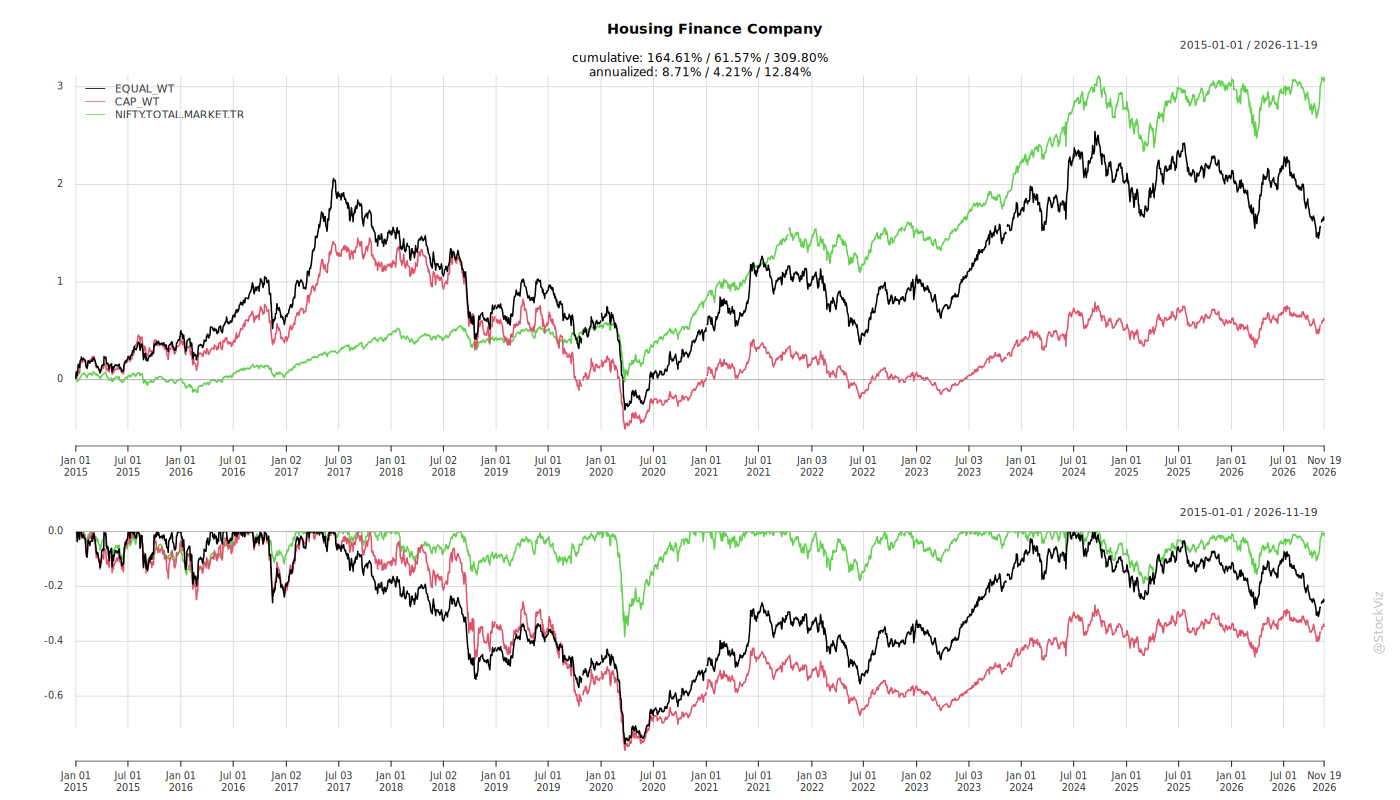 Housing Finance Company
2015-01-01 / 2026-11-19
cumulative: 164.61% / 61.57% / 309.80%
annualized: 8.71% / 4.21% / 12.84%
EQUAL_WT
CAP_WT
NIFTY.TOTAL.MARKET.TR
3
2
1
0
Jan 01 Jul 01 Jan 01 Jul 01 Jan 02 Jul 03 Jan 01 Jul 02 Jan 01 Jul 01 Jan 01 Jul 01 Jan 01 Jul 01 Jan 03 Jul 01 Jan 02 Jul 03 Jan 01 Jul 01 Jan 01 Jul 01 Jan 01 Jul 01 Nov 19
2015 2015 2016 2016 2017 2017 2018 2018 2019 2019 2020 2020 2021 2021 2022 2022 2023 2023 2024 2024 2025 2025 2026 2026 2026
2015-01-01 / 2026-11-19
0.0
-0.2
-0.4
-0.6
Jan 01 Jul 01 Jan 01 Jul 01 Jan 02 Jul 03 Jan 01 Jul 02 Jan 01 Jul 01 Jan 01 Jul 01 Jan 01 Jul 01 Jan 03 Jul 01 Jan 02 Jul 03 Jan 01 Jul 01 Jan 01 Jul 01 Jan 01 Jul 01 Nov 19
2015 2015 2016 2016 2017 2017 2018 2018 2019 2019 2020 2020 2021 2021 2022 2022 2023 2023 2024 2024 2025 2025 2026 2026 2026
@StockViz